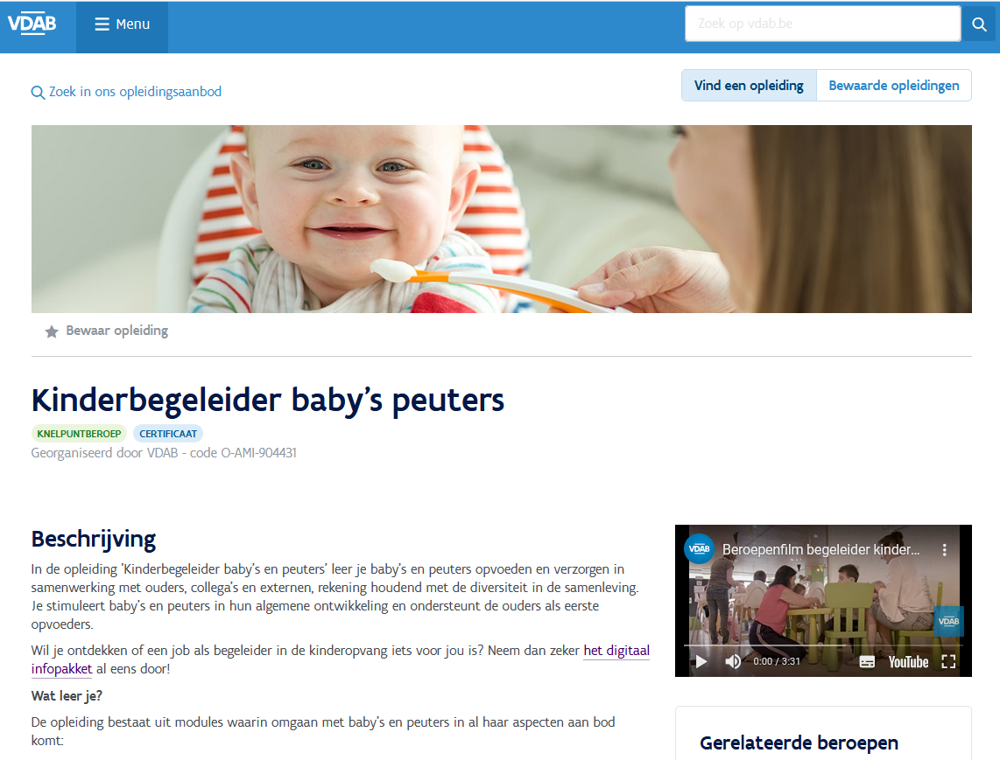 VDAB
Menu
Zoek op vdab.be
Zoek in ons opleidingsaanbod
Vind een opleiding
Bewaarde opleidingen
Bewaar opleiding
Kinderbegeleider baby's peuters
KNELPUNTBEROEP
CERTIFICAAT
Georganiseerd door VDAB - code O-AMI-904431
Beschrijving
In de opleiding 'Kinderbegeleider baby's en peuters' leer je baby's en peuters opvoeden en verzorgen in
samenwerking met ouders, collega's en externen, rekening houdend met de diversiteit in de samenleving.
Je stimuleert baby's en peuters in hun algemene ontwikkeling en ondersteunt de ouders als eerste
opvoeders.
Wil je ontdekken of een job als begeleider in de kinderopvang iets voor jou is? Neem dan zeker het digitaal
infopakket al eens door!
Wat leer je?
De opleiding bestaat uit modules waarin omgaan met baby's en peuters in al haar aspecten aan bod
komt:
VDAB
Beroepenfilm begeleider kinder...
VDAB
0:00 / 3:31
YouTube
Gerelateerde beroepen